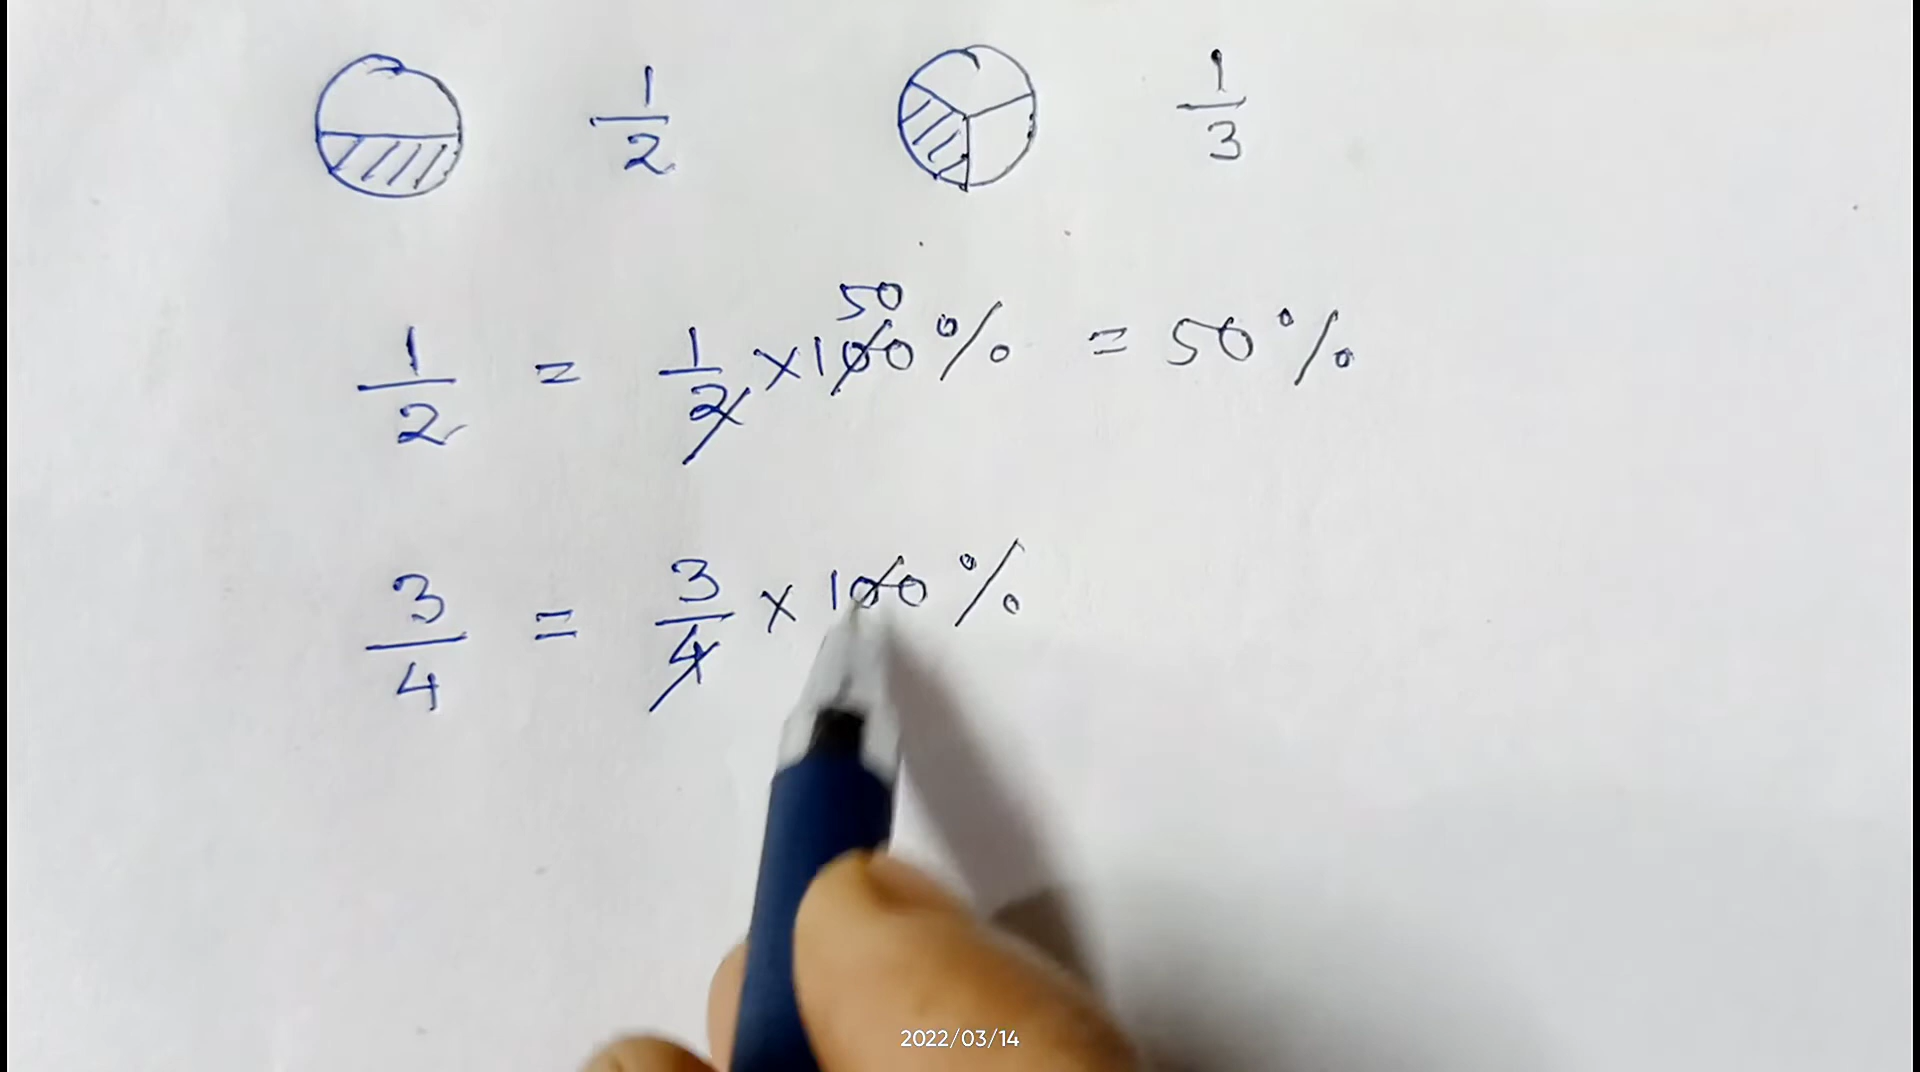 1/2 1/3
50
1/2 = 1/2 × 100 % = 50 %
3/4 = 3/4 × 100 %
2022/03/14